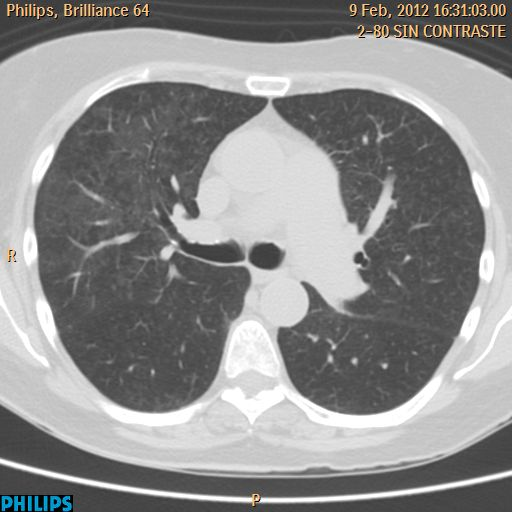 Philips, Brilliance 64
9 Feb, 2012 16:31:03.00
2-80 SIN CONTRASTE
R
P
PHILIPS